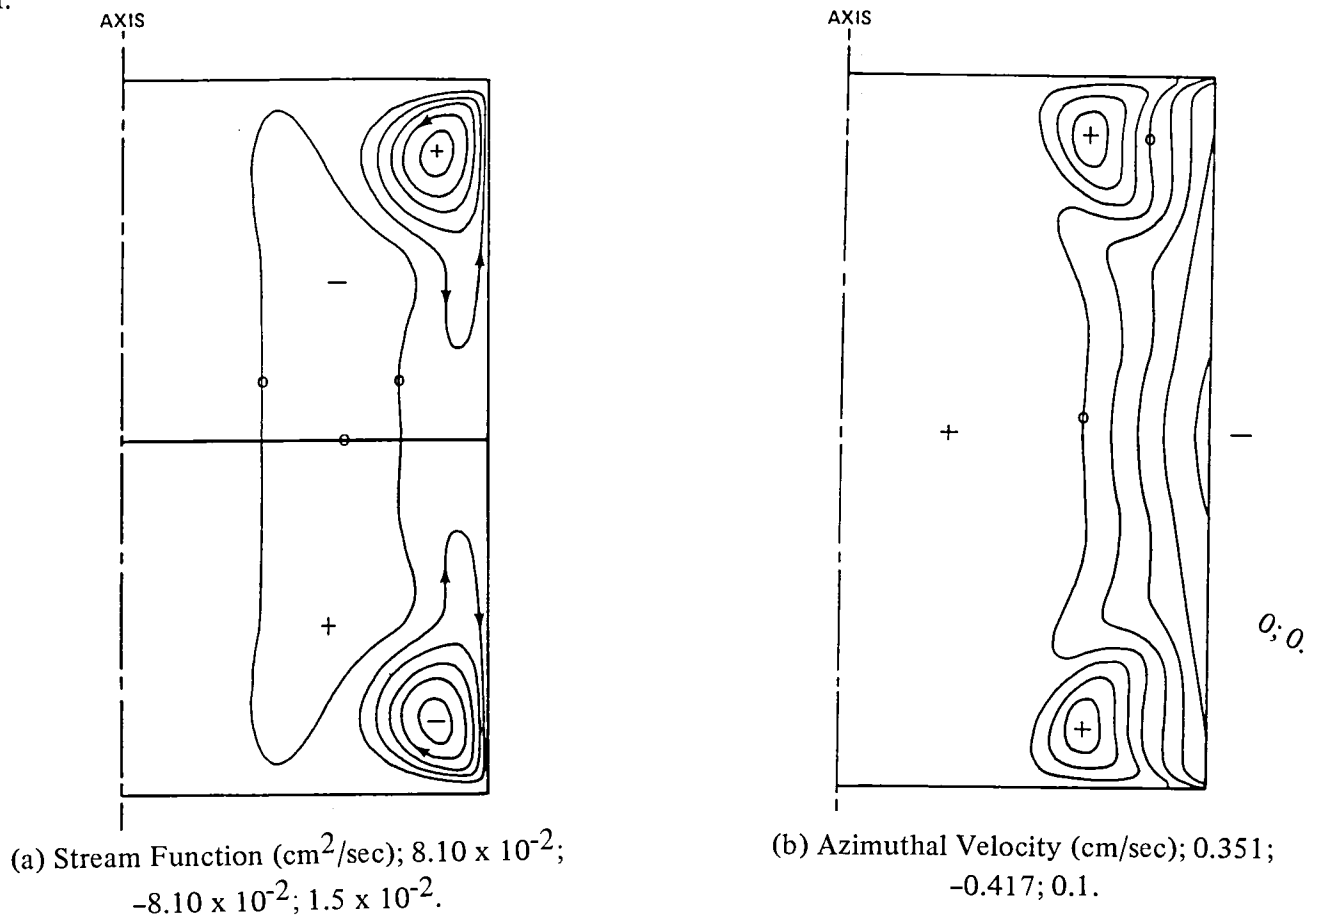 AXIS
AXIS
+
+
o
−
o
o
o
o
+
−
0; 0.
+
−
+
(a) Stream Function (cm²/sec); 8.10 x 10⁻²;
−8.10 x 10⁻²; 1.5 x 10⁻².
(b) Azimuthal Velocity (cm/sec); 0.351;
−0.417; 0.1.